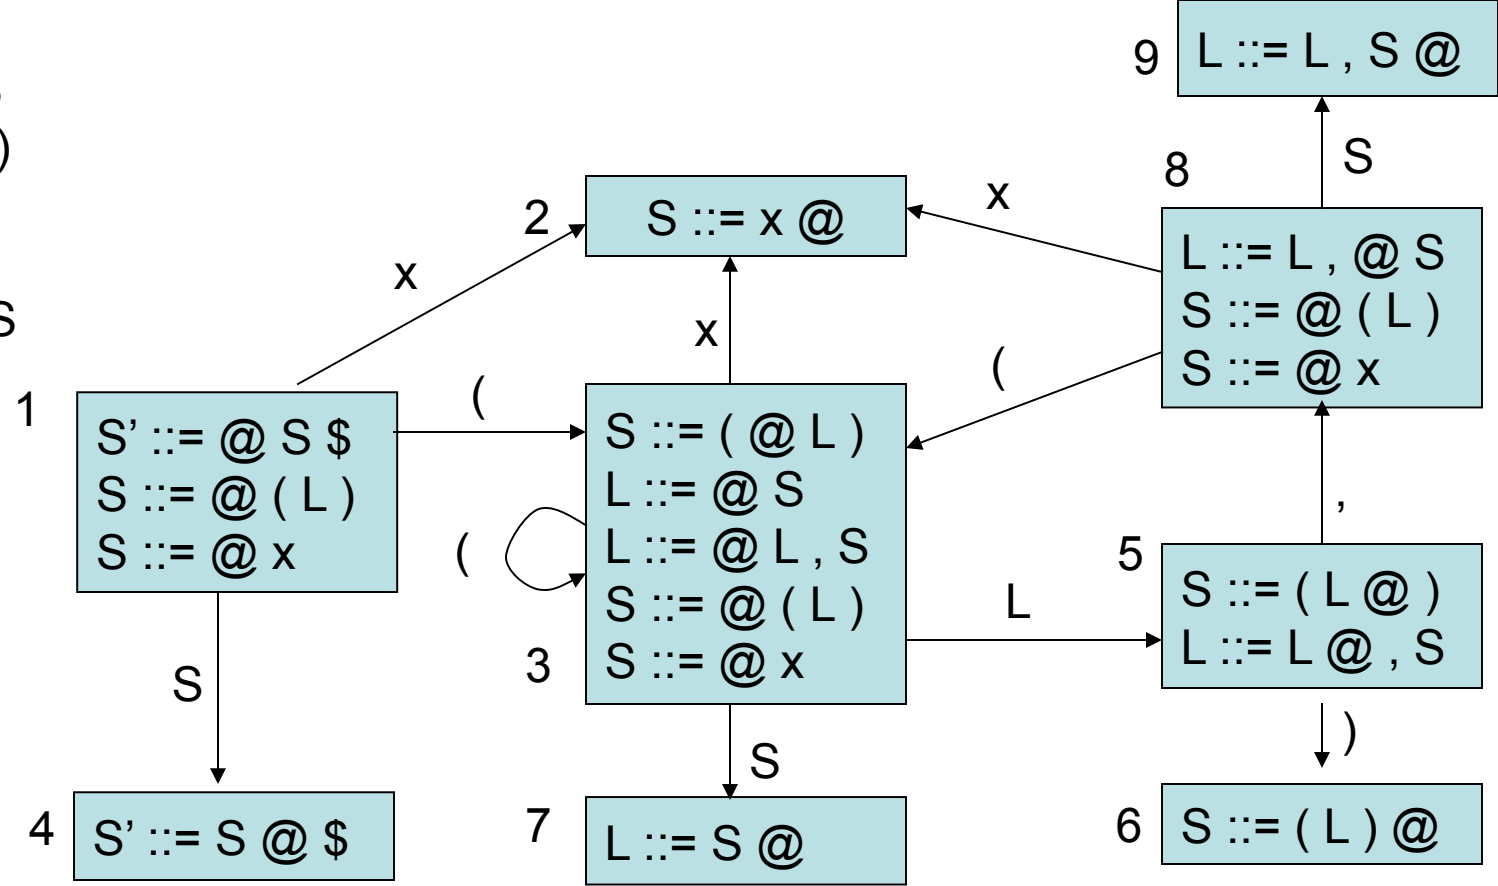 )
S
9
L ::= L , S @
S
8
x
2
S ::= x @
L ::= L , @ S
S ::= @ ( L )
S ::= @ x
x
x
(
1
(
S’ ::= @ S $
S ::= @ ( L )
S ::= @ x
S ::= ( @ L )
L ::= @ S
L ::= @ L , S
S ::= @ ( L )
S ::= @ x
(
3
,
5
S ::= ( L @ )
L ::= L @ , S
L
S
S
)
4
S’ ::= S @ $
7
L ::= S @
6
S ::= ( L ) @